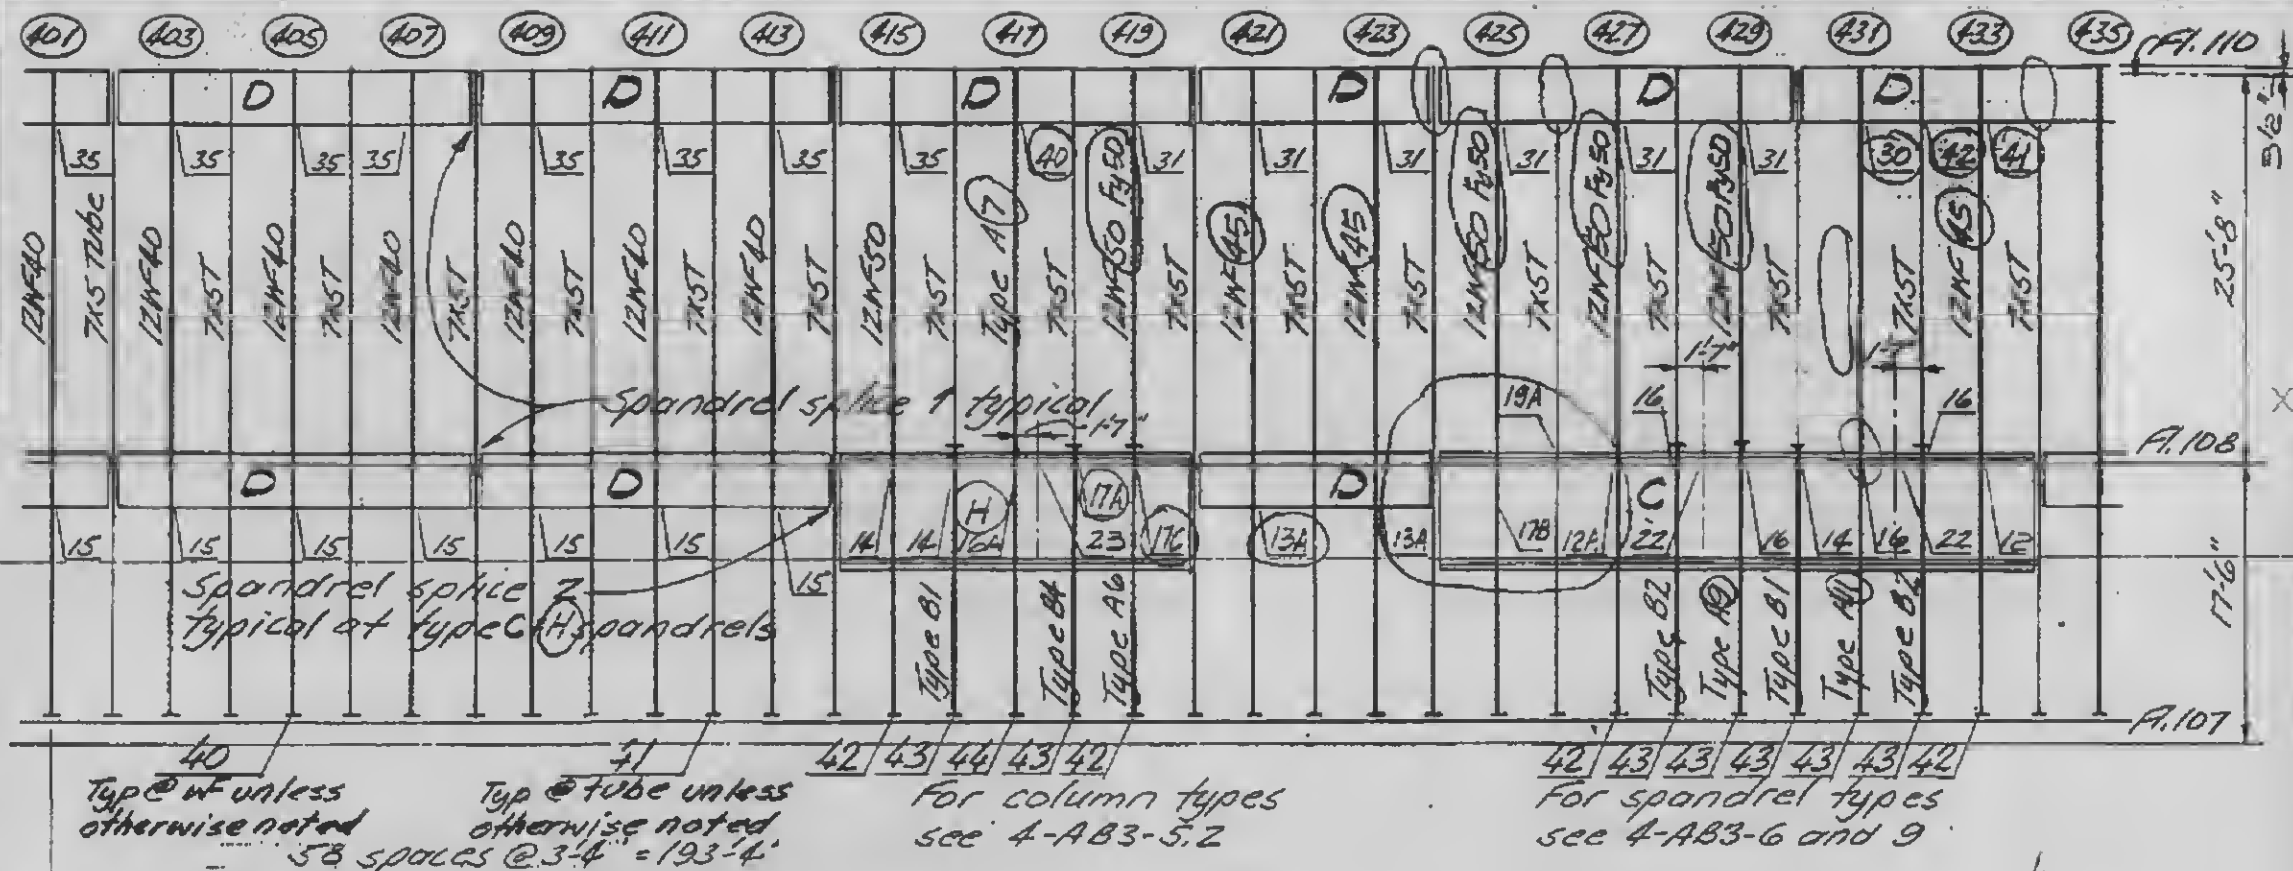 401 403 405 407 409 411 413 415 417 419 421 423 425 427 429 431 433 435
Fl. 110
D D D D D D
3'-2"
35 35 35 35 35 35 35 35 40 31 31 31 31 31 31 30 42 41
12WF40
7x5 Tube
12WF40
7x5T
12WF40
7x5T
12WF40
7x5T
12WF40
7x5T
12WF40
7x5T
12WF40
7x5T
12WF50
7x5T
Type A7
7x5T
12WF50 Fy50
7x5T
12WF45
7x5T
12WF45
7x5T
12WF50 Fy50
7x5T
12WF50 Fy50
7x5T
12WF50 Fy50
7x5T
7x5T
12WF45
7x5T
25'-8"
1'-7" 1'-7"
Spandrel splice 1 typical
1'-7"
19A 16 16
Fl. 108
D D H 17A D C
15 15 15 15 15 15 15 14 14 16A 23 17C 13A 13A 17B 12A 22 16 14 16 22 12
Spandrel splice 2
typical at type C & H spandrels
Type B1
Type B4
Type A6
Type B2
Type A9
Type B1
Type A11
Type B2
17'-6"
Fl. 107
40 41 42 43 44 43 42 42 43 43 43 43 43 42
Typ @ WF unless
otherwise noted
Typ @ tube unless
otherwise noted
For column types
see 4-AB3-5.2
For spandrel types
see 4-AB3-6 and 9
58 spaces @ 3'-4" = 193'-4"